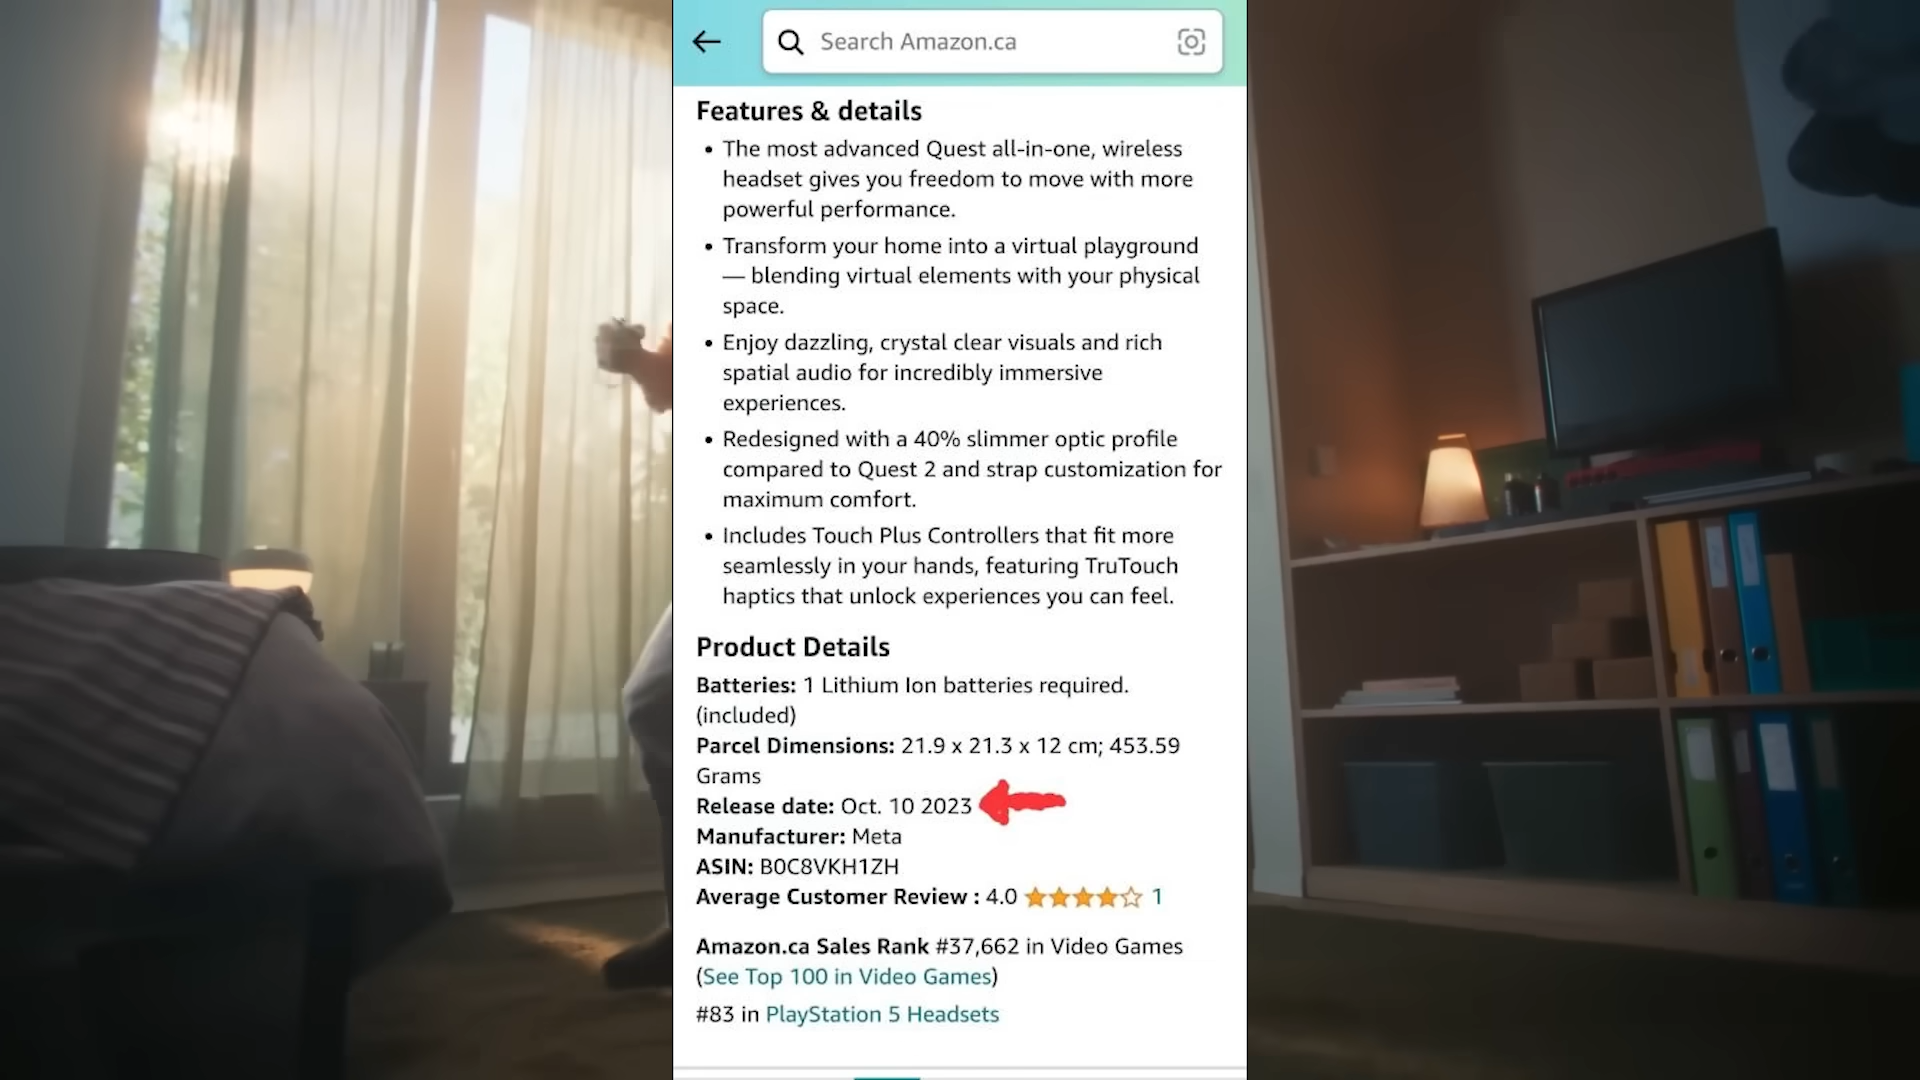 Search Amazon.ca
Features & details
• The most advanced Quest all-in-one, wireless
headset gives you freedom to move with more
powerful performance.
• Transform your home into a virtual playground
— blending virtual elements with your physical
space.
• Enjoy dazzling, crystal clear visuals and rich
spatial audio for incredibly immersive
experiences.
• Redesigned with a 40% slimmer optic profile
compared to Quest 2 and strap customization for
maximum comfort.
• Includes Touch Plus Controllers that fit more
seamlessly in your hands, featuring TruTouch
haptics that unlock experiences you can feel.
Product Details
Batteries: 1 Lithium Ion batteries required.
(included)
Parcel Dimensions: 21.9 x 21.3 x 12 cm; 453.59
Grams
Release date: Oct. 10 2023
Manufacturer: Meta
ASIN: B0C8VKH1ZH
Average Customer Review : 4.0 1
Amazon.ca Sales Rank #37,662 in Video Games
(See Top 100 in Video Games)
#83 in PlayStation 5 Headsets